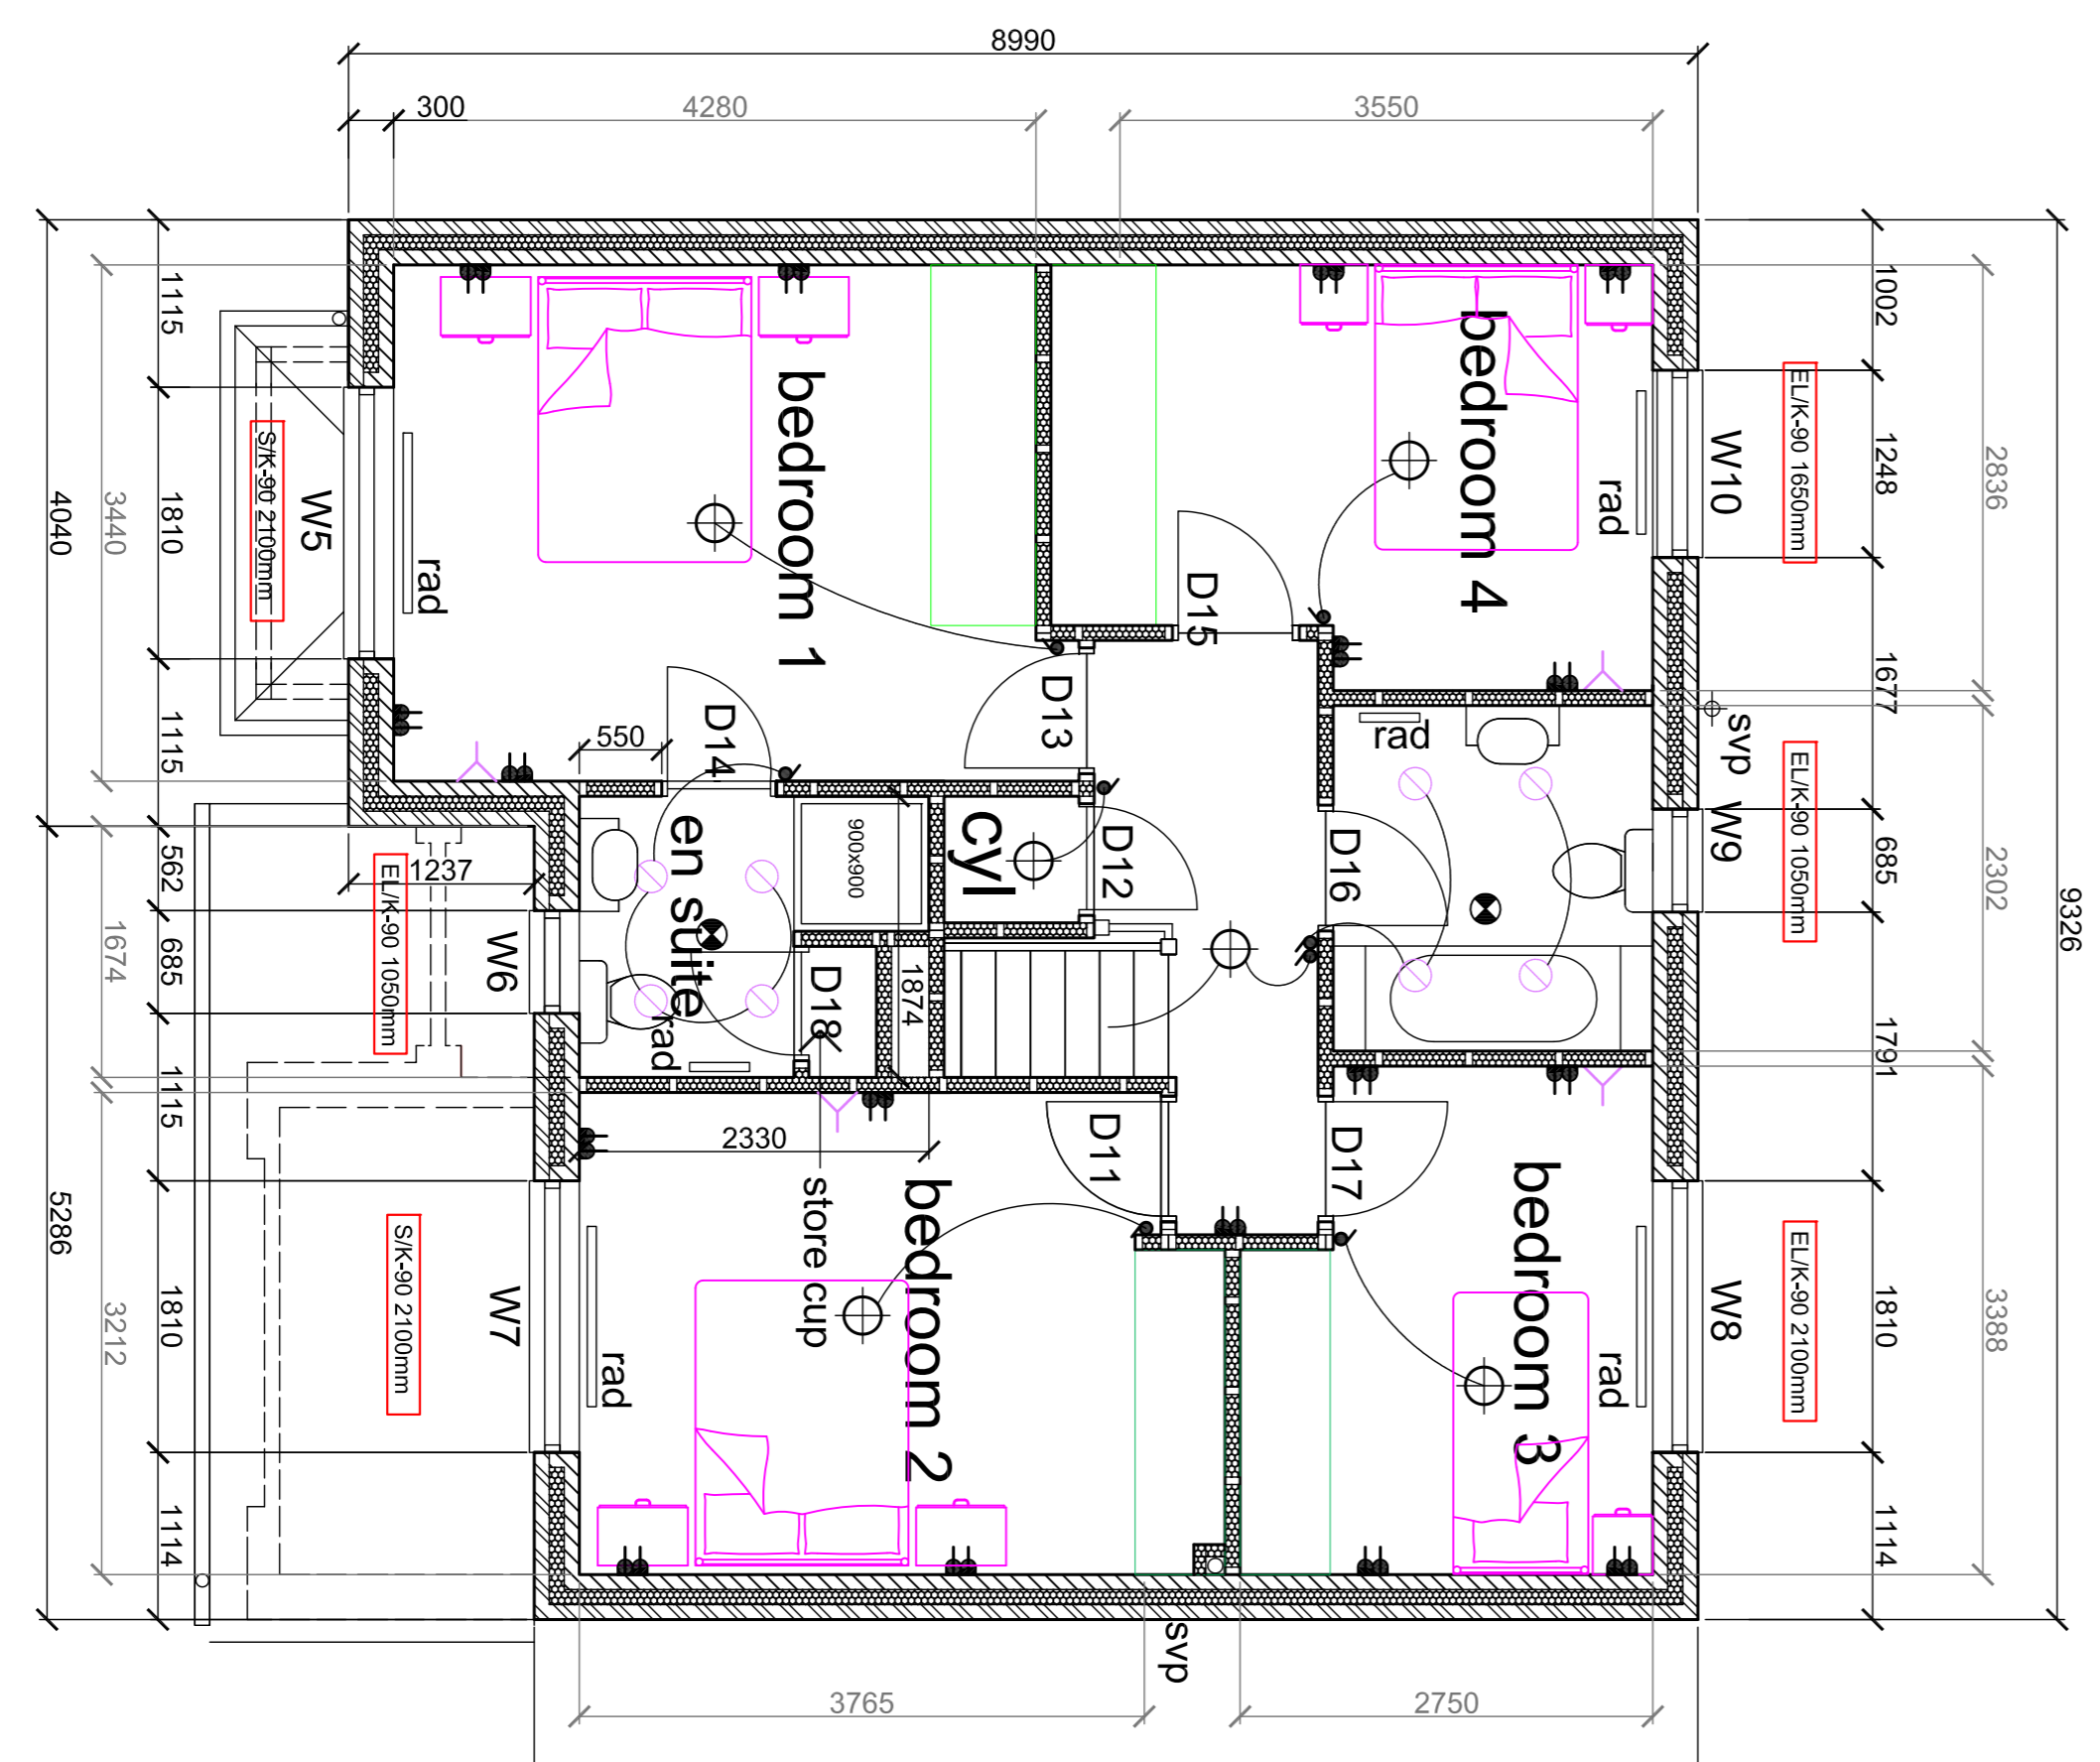 8990
300
4280
3550
1115
1810
1115
562
685
1115
1810
1114
4040
5286
3440
1674
3212
1237
S/K-90 2100mm
W5
rad
bedroom 1
bedroom 4
rad
W10
EL/K-90 1650mm
1002
1248
1677
685
1791
1810
1114
2836
2302
3388
9326
D15
D13
D14
550
rad
svp
W9
EL/K-90 1050mm
en suite
900x900
cyl
D12
D16
EL/K-90 1050mm
W6
rad
D18
1874
2330
D11
D17
store cup
S/K-90 2100mm
W7
rad
bedroom 2
bedroom 3
rad
W8
EL/K-90 2100mm
svp
3765
2750